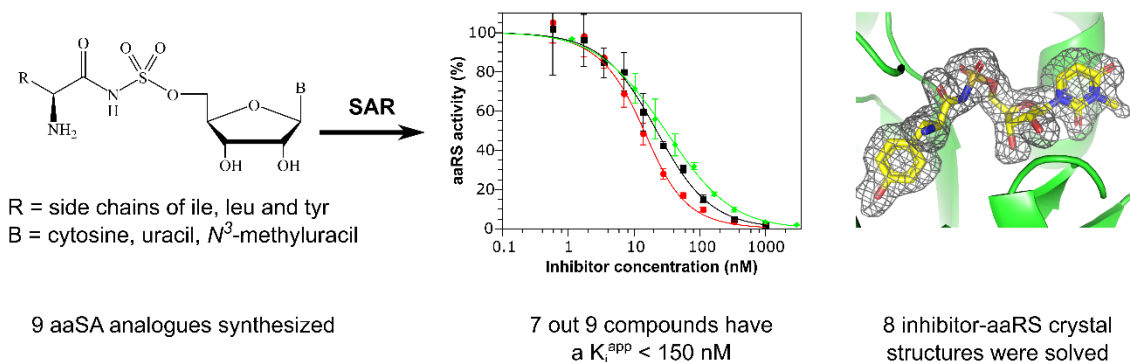 O
O
O
R
S
N
H
O
O
B
NH2
OH
OH
SAR
R = side chains of ile, leu and tyr
B = cytosine, uracil, N3-methyluracil
9 aaSA analogues synthesized
aaRS activity (%)
100
80
60
40
20
0
0.1 1 10 100 1000
Inhibitor concentration (nM)
7 out 9 compounds have
a Kiapp < 150 nM
8 inhibitor-aaRS crystal
structures were solved